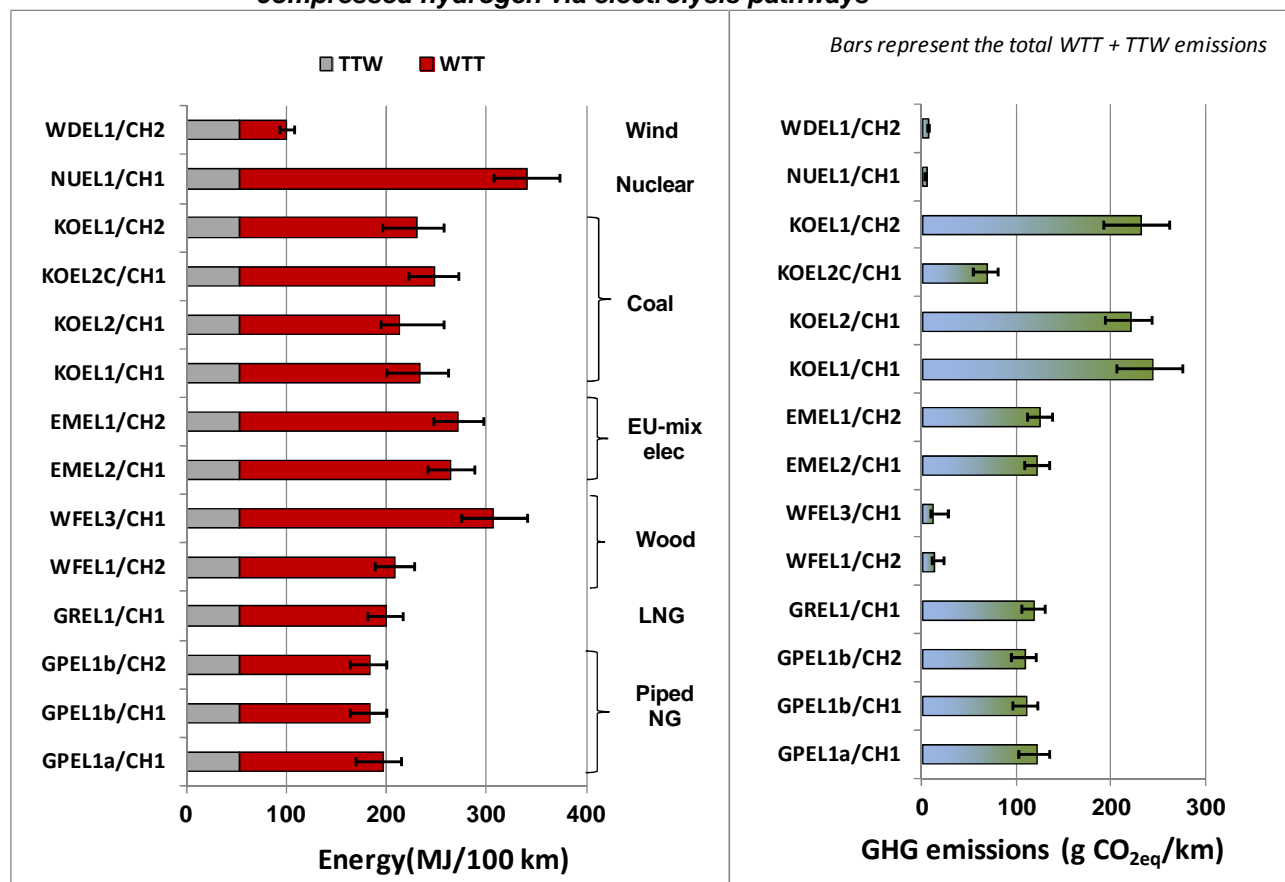 compressed hydrogen via electrolysis pathways
TTW WTT
WDEL1/CH2 Wind
NUEL1/CH1 Nuclear
KOEL1/CH2
KOEL2C/CH1
Coal
KOEL2/CH1
KOEL1/CH1
EMEL1/CH2
EU-mix
elec
EMEL2/CH1
WFEL3/CH1
Wood
WFEL1/CH2
GREL1/CH1 LNG
GPEL1b/CH2
Piped
NG
GPEL1b/CH1
GPEL1a/CH1
0 100 200 300 400
Energy(MJ/100 km)
Bars represent the total WTT + TTW emissions
WDEL1/CH2
NUEL1/CH1
KOEL1/CH2
KOEL2C/CH1
KOEL2/CH1
KOEL1/CH1
EMEL1/CH2
EMEL2/CH1
WFEL3/CH1
WFEL1/CH2
GREL1/CH1
GPEL1b/CH2
GPEL1b/CH1
GPEL1a/CH1
0 100 200 300
GHG emissions (g CO2eq/km)